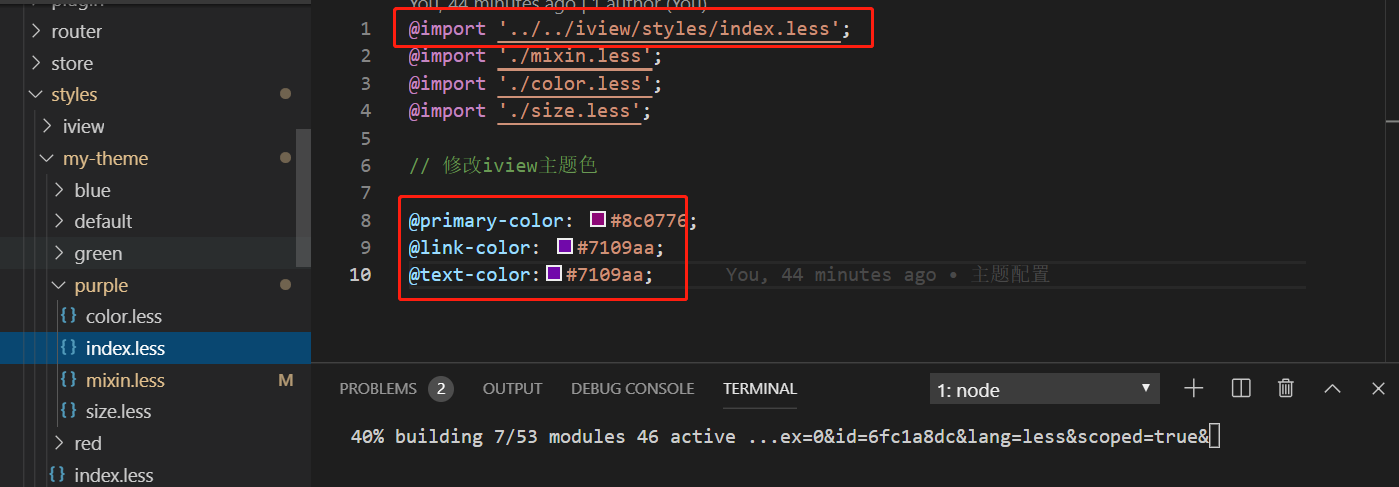 plugin
router
store
styles
iview
my-theme
blue
default
green
purple
{} color.less
{} index.less
{} mixin.less M
{} size.less
red
{} index.less
You, 44 minutes ago | 1 author (You)
1 @import '../../iview/styles/index.less';
2 @import './mixin.less';
3 @import './color.less';
4 @import './size.less';
5
6 // 修改iview主题色
7
8 @primary-color: #8c0776;
9 @link-color: #7109aa;
10 @text-color: #7109aa; You, 44 minutes ago • 主题配置
PROBLEMS 2 OUTPUT DEBUG CONSOLE TERMINAL 1: node
40% building 7/53 modules 46 active ...ex=0&id=6fc1a8dc&lang=less&scoped=true&